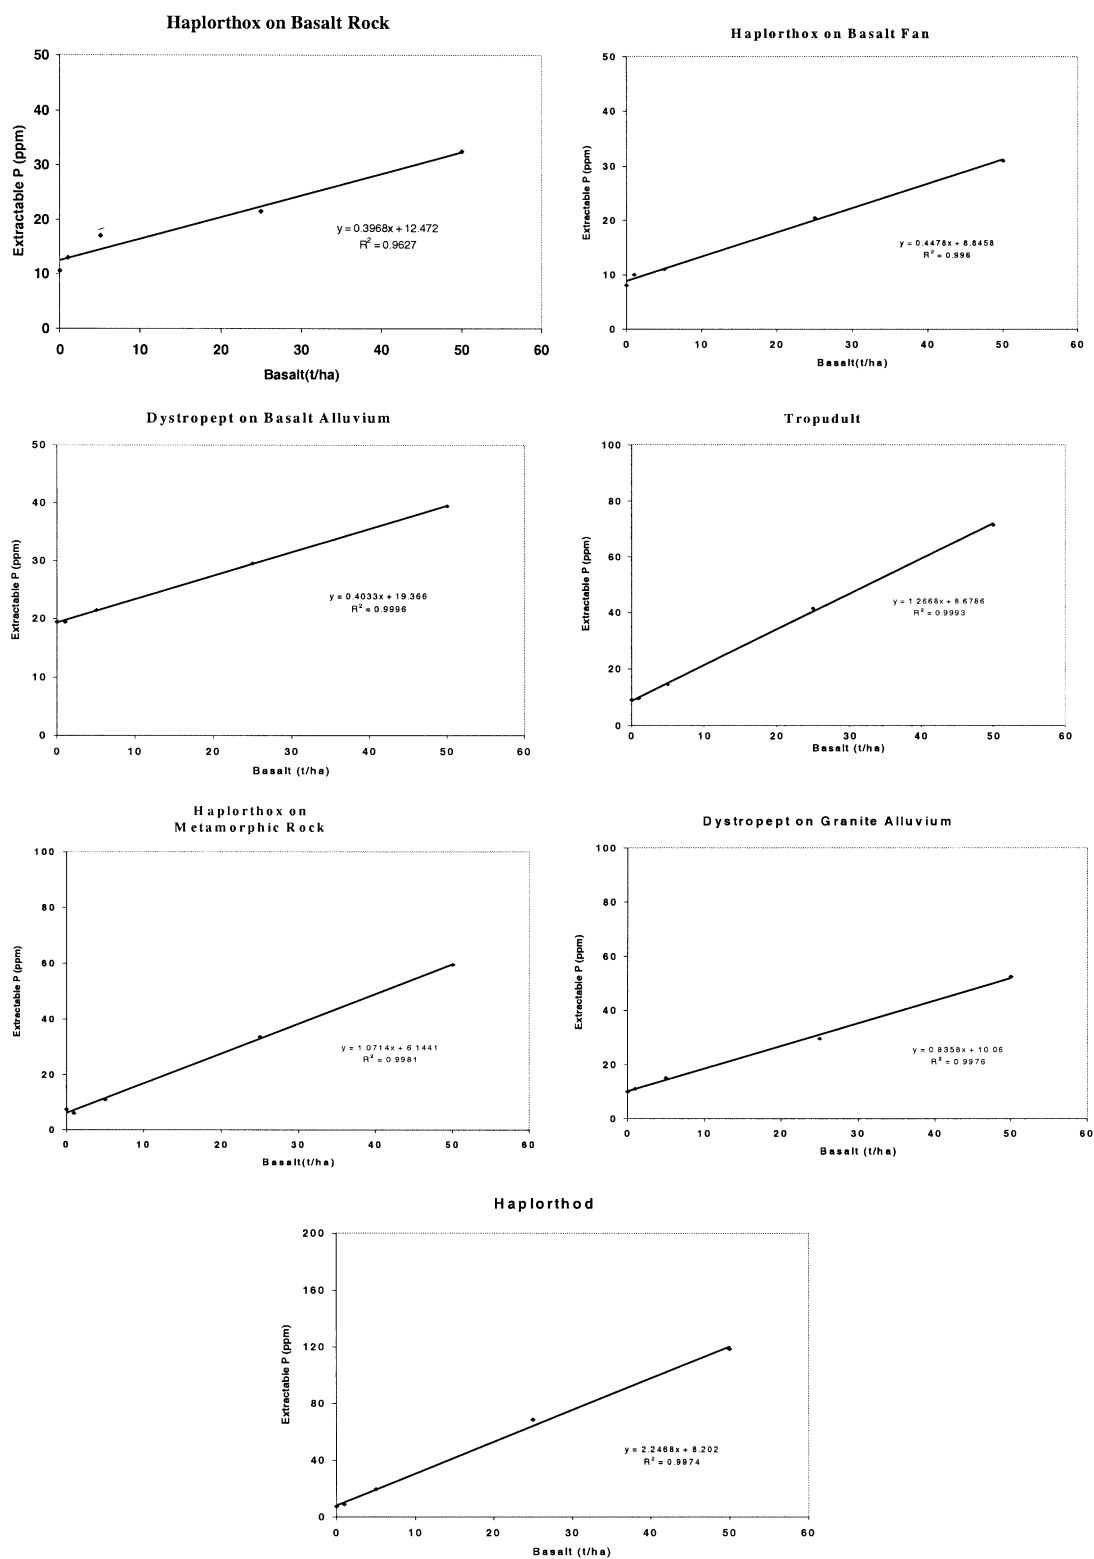 Haplorthox on Basalt Rock
50
40
30
20
10
0
Extractable P (ppm)
y = 0.3968x + 12.472
R² = 0.9627
0 10 20 30 40 50 60
Basalt(t/ha)
Haplorthox on Basalt Fan
50
40
30
20
10
0
Extractable P (ppm)
y = 0.4478x + 8.8458
R² = 0.996
0 10 20 30 40 50 60
Basalt(t/ha)
Dystropept on Basalt Alluvium
50
40
30
20
10
0
Extractable P (ppm)
y = 0.4033x + 19.366
R² = 0.9996
0 10 20 30 40 50 60
Basalt (t/ha)
Tropudult
100
80
60
40
20
0
Extractable P (ppm)
y = 1.2668x + 8.6786
R² = 0.9993
0 10 20 30 40 50 60
Basalt (t/ha)
Haplorthox on
Metamorphic Rock
100
80
60
40
20
0
Extractable P (ppm)
y = 1.0714x + 6.1441
R² = 0.9981
0 10 20 30 40 50 60
Basalt(t/ha)
Dystropept on Granite Alluvium
100
80
60
40
20
0
Extractable P (ppm)
y = 0.8358x + 10.06
R² = 0.9976
0 10 20 30 40 50 60
Basalt (t/ha)
Haplorthod
200
160
120
80
40
0
Extractable P (ppm)
y = 2.2468x + 8.202
R² = 0.9974
0 10 20 30 40 50 60
Basalt (t/ha)